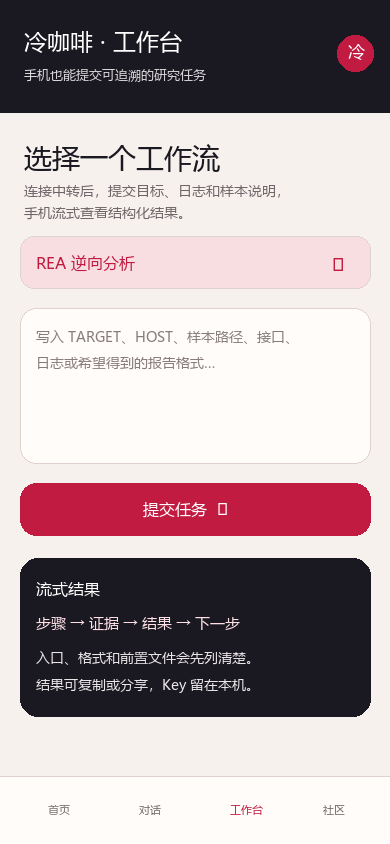 冷咖啡 · 工作台
冷
手机也能提交可追溯的研究任务
选择一个工作流
连接中转后，提交目标、日志和样本说明，
手机流式查看结构化结果。
REA 逆向分析
写入 TARGET、HOST、样本路径、接口、
日志或希望得到的报告格式...
提交任务
流式结果
步骤 → 证据 → 结果 → 下一步
入口、格式和前置文件会先列清楚。
结果可复制或分享，Key 留在本机。
首页
对话
工作台
社区